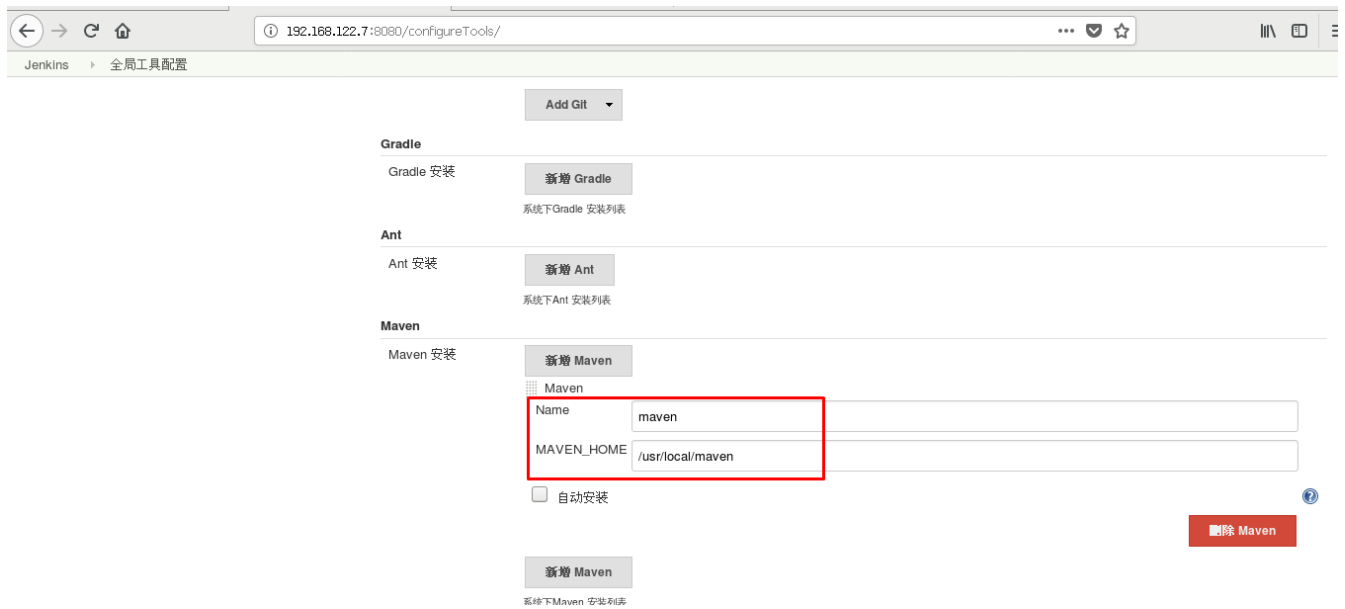 192.168.122.7:8080/configureTools/
Jenkins 全局工具配置
Add Git
Gradle
Gradle 安装
新增 Gradle
系统下Gradle 安装列表
Ant
Ant 安装
新增 Ant
系统下Ant 安装列表
Maven
Maven 安装
新增 Maven
Maven
Name
maven
MAVEN_HOME
/usr/local/maven
自动安装
删除 Maven
新增 Maven
系统下Maven 安装列表